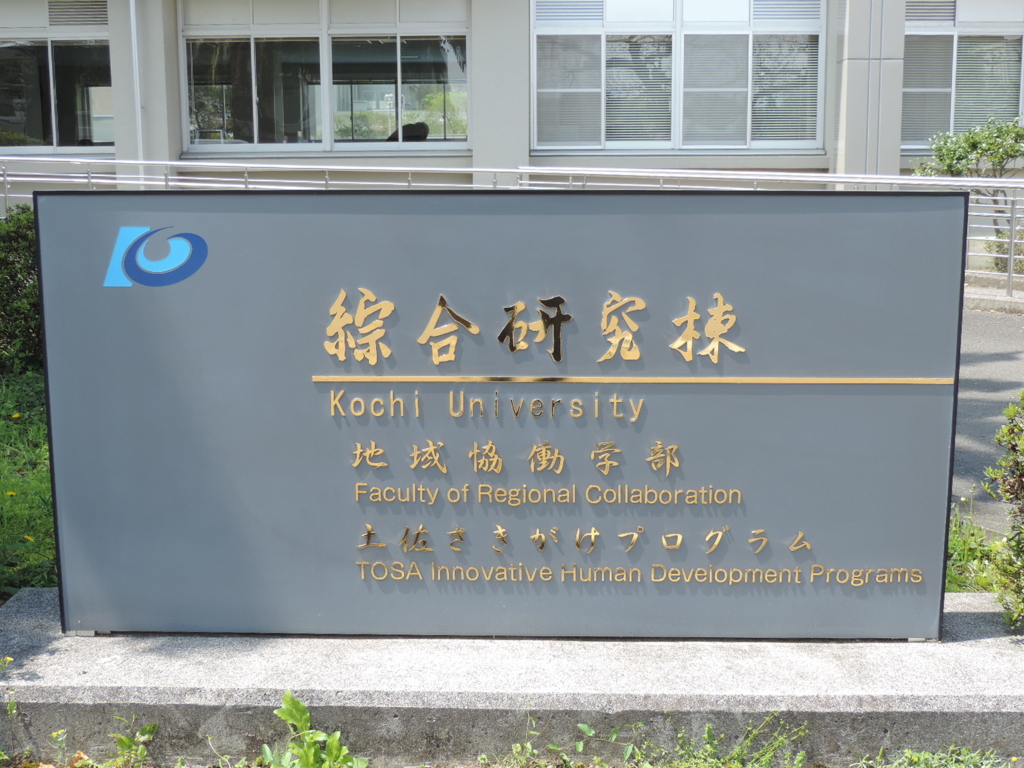 綜合研究棟
Kochi University
地域協働学部
Faculty of Regional Collaboration
土佐さきがけプログラム
TOSA Innovative Human Development Programs